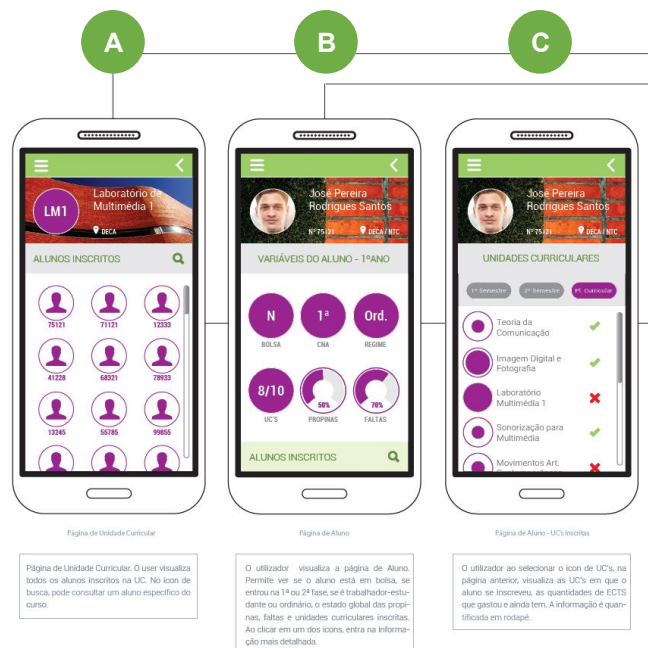 A
B
C
LM1
Laboratório de
Multimédia 1
DECA
ALUNOS INSCRITOS
75121
71121
12333
41228
68321
78933
13245
55785
99855
Página de Unidade Curricular
Página de Unidade Curricular. O user visualiza
todos os alunos inscritos na UC. No icon de
busca, pode consultar um aluno especifico do
curso.
José Pereira
Rodrigues Santos
Nº 75121
DECA / NTC
VARIÁVEIS DO ALUNO - 1ºANO
N
1ª
Ord.
BOLSA
CNA
REGIME
8/10
50%
70%
UC'S
PROPINAS
FALTAS
ALUNOS INSCRITOS
Página de Aluno
O utilizador visualiza a página de Aluno.
Permite ver se o aluno está em bolsa, se
entrou na 1ª ou 2ª fase, se é trabalhador-estu-
dante ou ordinário, o estado global das propi-
nas, faltas e unidades curriculares inscritas.
Ao clicar em um dos icons, entra na informa-
ção mais detalhada.
José Pereira
Rodrigues Santos
Nº 75121
DECA / NTC
UNIDADES CURRICULARES
1º Semestre
2º Semestre
Curricular
Teoria da
Comunicação
Imagem Digital e
Fotografia
Laboratório
Multimédia 1
Sonorização para
Multimédia
Movimentos Art.
Página de Aluno - UC's inscritas
O utilizador ao selecionar o icon de UC's, na
página anterior, visualiza as UC's em que o
aluno se inscreveu, as quantidades de ECTS
que gastou e ainda tem. A informação é quan-
tificada em rodapé.